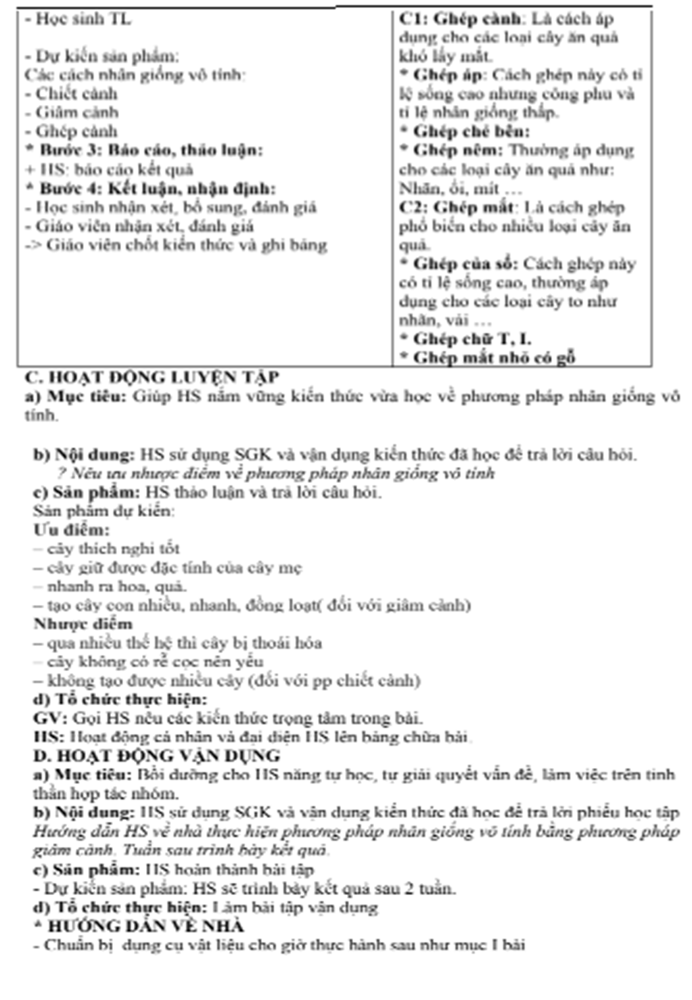 - Học sinh TL
- Dự kiến sản phẩm:
Các cách nhân giống vô tính:
- Chiết cành
- Giâm cành
- Ghép cành
* Bước 3: Báo cáo, thảo luận:
+ HS: báo cáo kết quả
* Bước 4: Kết luận, nhận định:
- Học sinh nhận xét, bổ sung, đánh giá
- Giáo viên nhận xét, đánh giá
-> Giáo viên chốt kiến thức và ghi bảng
C1: Ghép cành: Là cách áp
dụng cho các loại cây ăn quả
khó lấy mắt.
* Ghép áp: Cách ghép này có tỉ
lệ sống cao nhưng công phu và
tỉ lệ nhân giống thấp.
* Ghép chẻ bên:
* Ghép nêm: Thường áp dụng
cho các loại cây ăn quả như:
Nhãn, ổi, mít ...
C2: Ghép mắt: Là cách ghép
phổ biến cho nhiều loại cây ăn
quả.
* Ghép cửa sổ: Cách ghép này
có tỉ lệ sống cao, thường áp
dụng cho các loại cây to như
nhãn, vải ...
* Ghép chữ T, I.
* Ghép mắt nhỏ có gỗ
C. HOẠT ĐỘNG LUYỆN TẬP
a) Mục tiêu: Giúp HS nắm vững kiến thức vừa học về phương pháp nhân giống vô
tính.
b) Nội dung: HS sử dụng SGK và vận dụng kiến thức đã học để trả lời câu hỏi.
? Nêu ưu nhược điểm về phương pháp nhân giống vô tính
c) Sản phẩm: HS thảo luận và trả lời câu hỏi.
Sản phẩm dự kiến:
Ưu điểm:
– cây thích nghi tốt
– cây giữ được đặc tính của cây mẹ
– nhanh ra hoa, quả.
– tạo cây con nhiều, nhanh, đồng loạt( đối với giâm cành)
Nhược điểm
– qua nhiều thế hệ thì cây bị thoái hóa
– cây không có rễ cọc nên yếu
– không tạo được nhiều cây (đối với pp chiết cành)
d) Tổ chức thực hiện:
GV: Gọi HS nêu các kiến thức trọng tâm trong bài.
HS: Hoạt động cá nhân và đại diện HS lên bảng chữa bài.
D. HOẠT ĐỘNG VẬN DỤNG
a) Mục tiêu: Bồi dưỡng cho HS năng tự học, tự giải quyết vấn đề, làm việc trên tinh
thần hợp tác nhóm.
b) Nội dung: HS sử dụng SGK và vận dụng kiến thức đã học để trả lời phiếu học tập
Hướng dẫn HS về nhà thực hiện phương pháp nhân giống vô tính bằng phương pháp
giâm cành. Tuần sau trình bày kết quả.
c) Sản phẩm: HS hoàn thành bài tập
- Dự kiến sản phẩm: HS sẽ trình bày kết quả sau 2 tuần.
d) Tổ chức thực hiện: Làm bài tập vận dụng
* HƯỚNG DẪN VỀ NHÀ
- Chuẩn bị dụng cụ vật liệu cho giờ thực hành sau như mục I bài